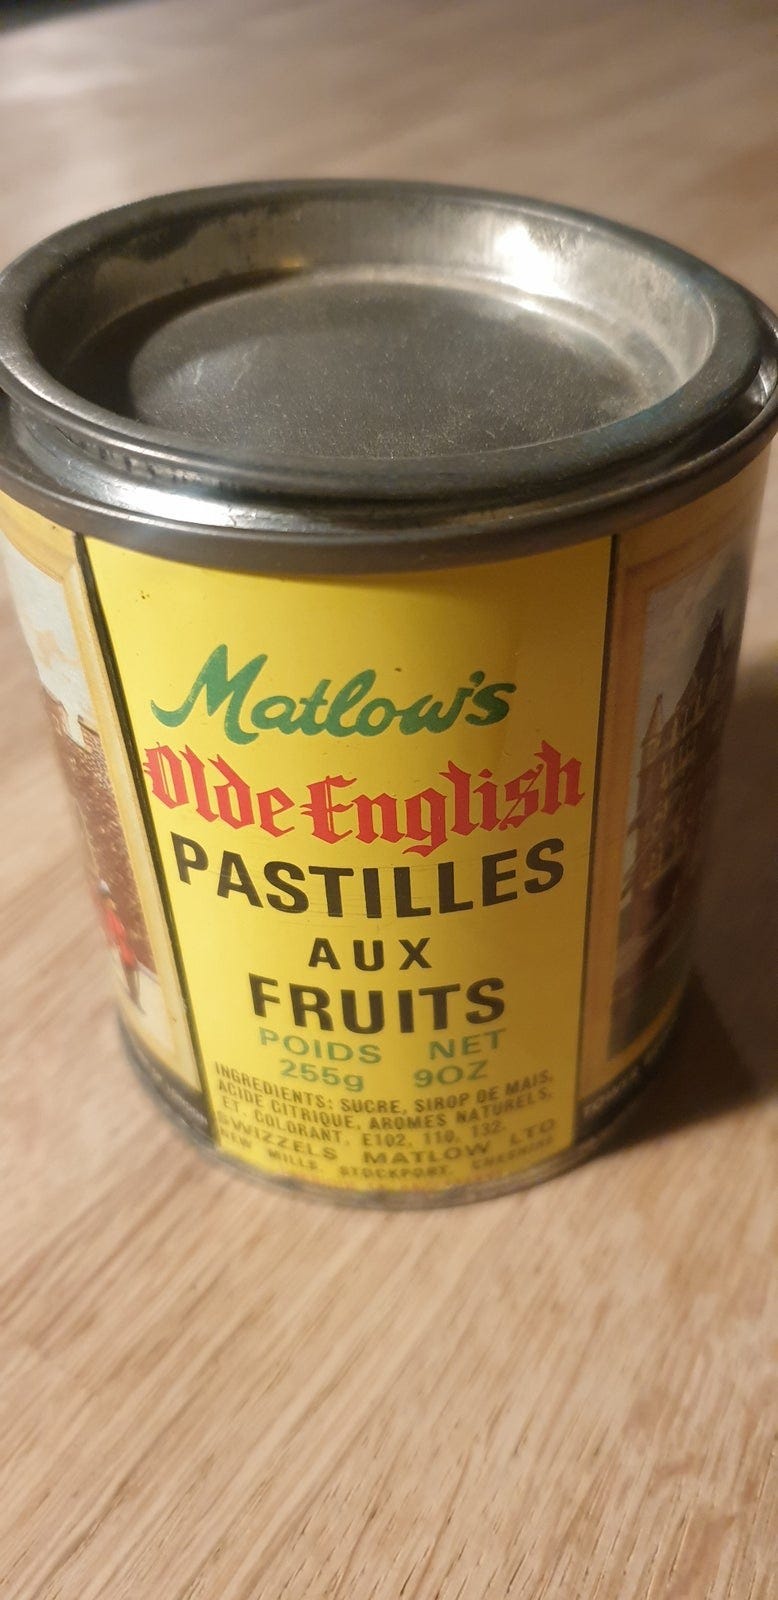 Matlow's
Olde English
PASTILLES
AUX
FRUITS
POIDS NET
255g 9OZ
INGREDIENTS: SUCRE, SIROP DE MAIS,
ACIDE CITRIQUE, AROMES NATURELS,
ET. COLORANT, E102, 110, 132.
SWIZZELS MATLOW LTD
NEW MILLS, STOCKPORT, CHESHIRE
TOWER